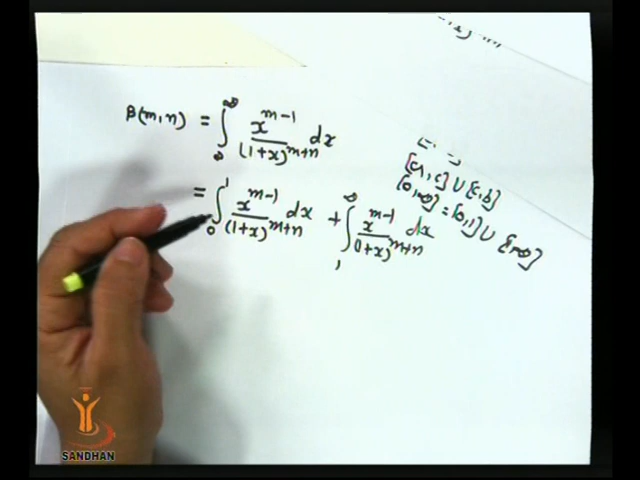 β(m,n) = ∫₀^∞ x^{m-1}/(1+x)^{m+n} dx
= ∫₀^1 x^{m-1}/(1+x)^{m+n} dx + ∫₁^∞ x^{m-1}/(1+x)^{m+n} dx
[a,c] ∪ [c,b]
[0,∞] = [0,1] ∪ [1,∞]
SANDHAN